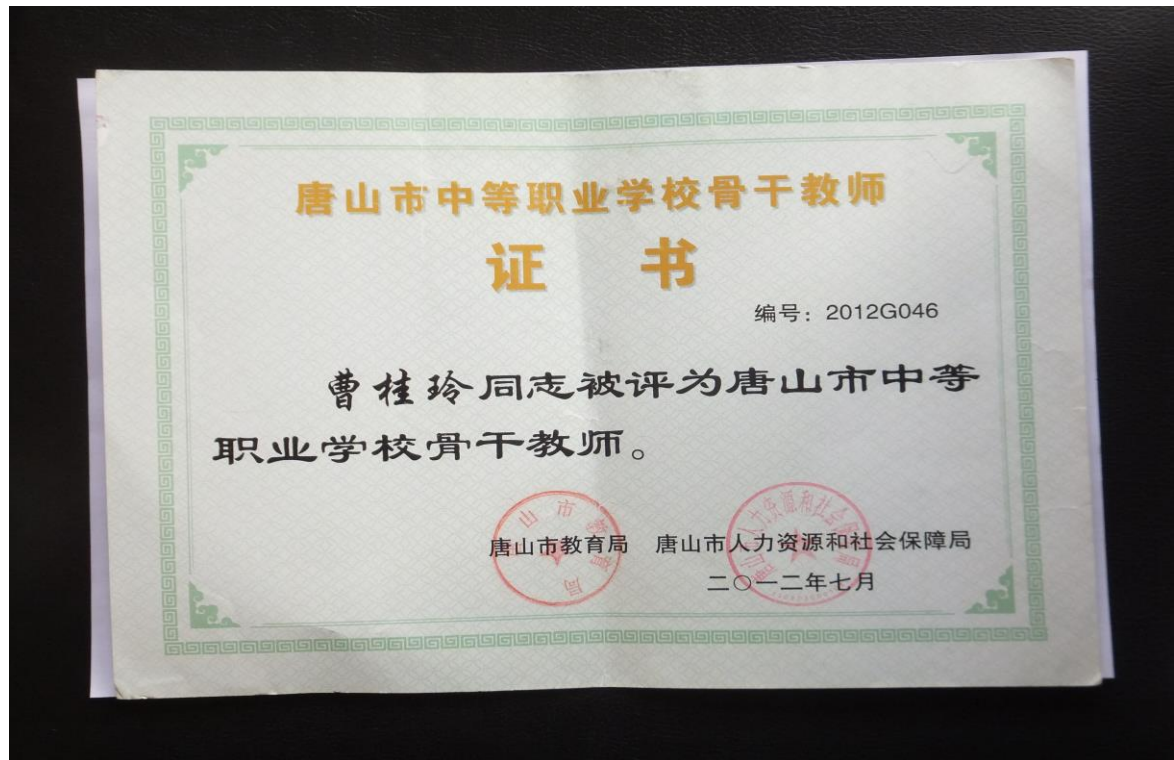 唐山市中等职业学校骨干教师
证 书
编号：2012G046
曹桂玲同志被评为唐山市中等
职业学校骨干教师。
唐山市教育局 唐山市人力资源和社会保障局
二〇一二年七月